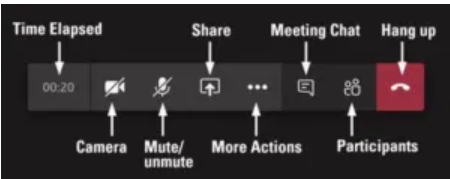 Time Elapsed
Share
Meeting Chat
Hang up
00:20
Camera
Mute/
unmute
More Actions
Participants